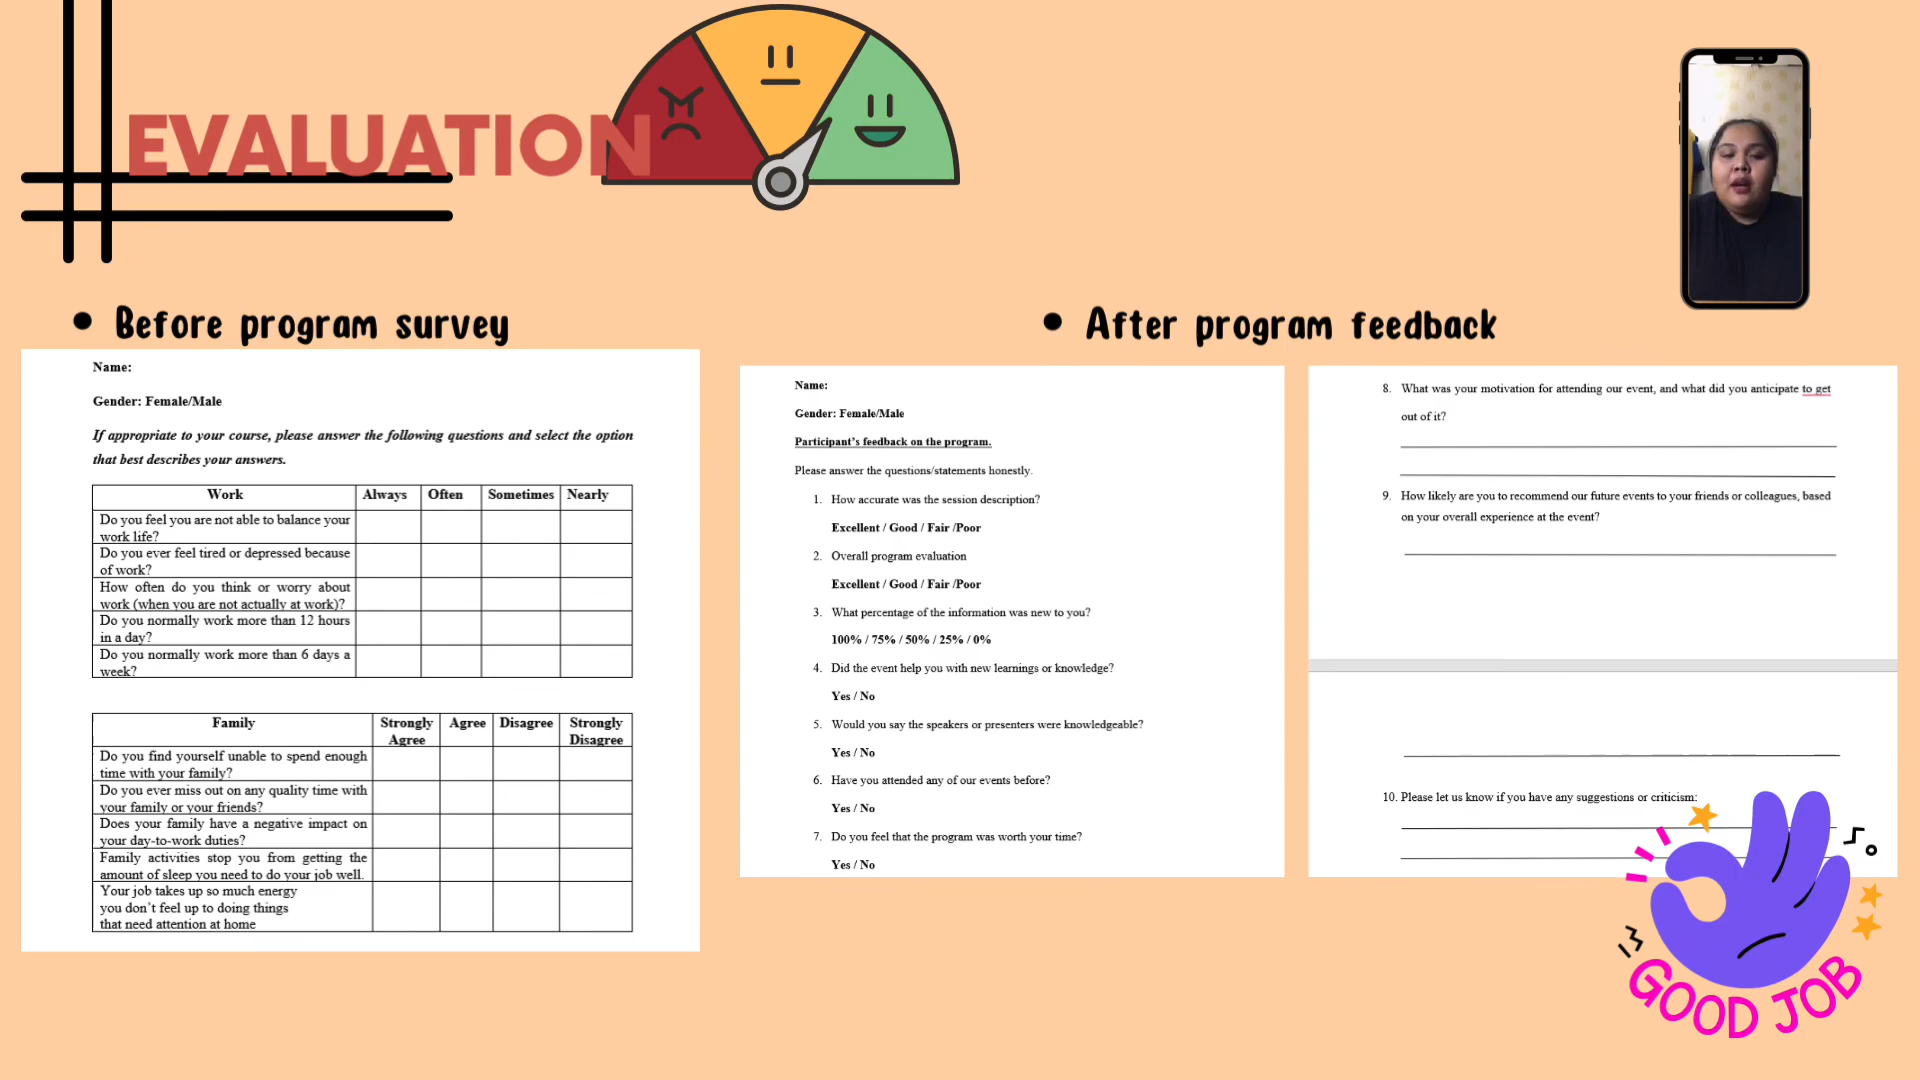 EVALUATION
• Before program survey
Name:
Gender: Female/Male
If appropriate to your course, please answer the following questions and select the option
that best describes your answers.
Work Always Often Sometimes Nearly
Do you feel you are not able to balance your
work life?
Do you ever feel tired or depressed because
of work?
How often do you think or worry about
work (when you are not actually at work)?
Do you normally work more than 12 hours
in a day?
Do you normally work more than 6 days a
week?
Family Strongly Agree Agree Disagree Strongly Disagree
Do you find yourself unable to spend enough
time with your family?
Do you ever miss out on any quality time with
your family or your friends?
Does your family have a negative impact on
your day-to-work duties?
Family activities stop you from getting the
amount of sleep you need to do your job well.
Your job takes up so much energy
you don't feel up to doing things
that need attention at home
• After program feedback
Name:
Gender: Female/Male
Participant's feedback on the program.
Please answer the questions/statements honestly.
1. How accurate was the session description?
Excellent / Good / Fair /Poor
2. Overall program evaluation
Excellent / Good / Fair /Poor
3. What percentage of the information was new to you?
100% / 75% / 50% / 25% / 0%
4. Did the event help you with new learnings or knowledge?
Yes / No
5. Would you say the speakers or presenters were knowledgeable?
Yes / No
6. Have you attended any of our events before?
Yes / No
7. Do you feel that the program was worth your time?
Yes / No
8. What was your motivation for attending our event, and what did you anticipate to get
out of it?
9. How likely are you to recommend our future events to your friends or colleagues, based
on your overall experience at the event?
10. Please let us know if you have any suggestions or criticism:
GOOD JOB